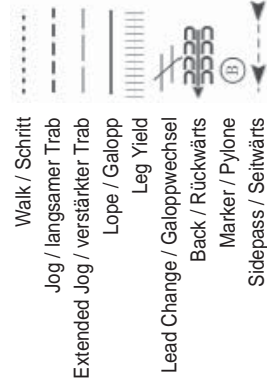 Walk / Schritt
Jog / langsamer Trab
Extended Jog / verstärkter Trab
Lope / Galopp
Leg Yield
Lead Change / Galoppwechsel
Back / Rückwärts
Marker / Pylone
B
Sidepass / Seitwärts